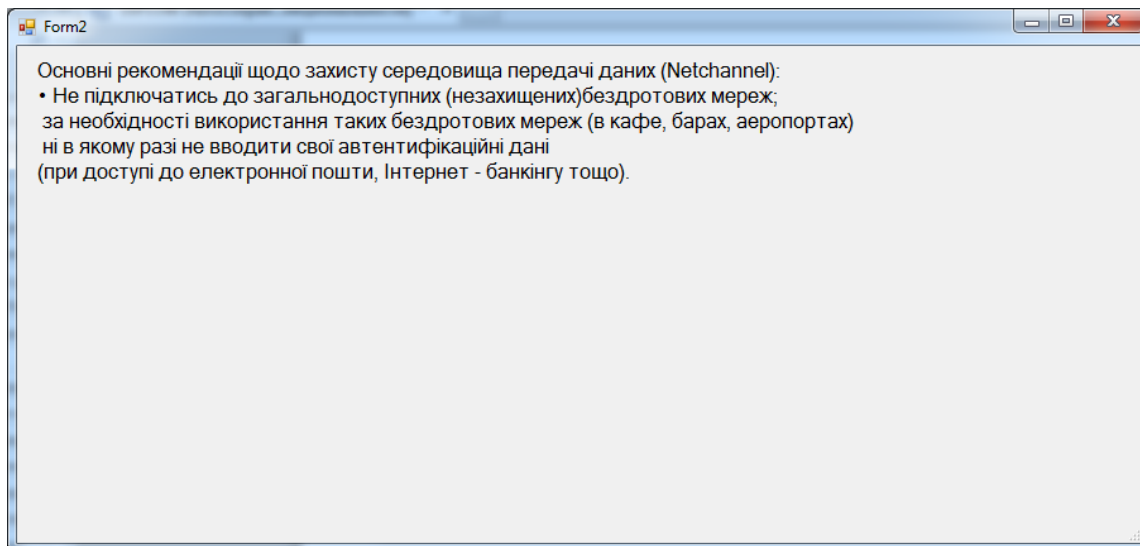 Form2
Основні рекомендації щодо захисту середовища передачі даних (Netchannel):
• Не підключатись до загальнодоступних (незахищених)бездротових мереж;
за необхідності використання таких бездротових мереж (в кафе, барах, аеропортах)
ні в якому разі не вводити свої автентифікаційні дані
(при доступі до електронної пошти, Інтернет - банкінгу тощо).